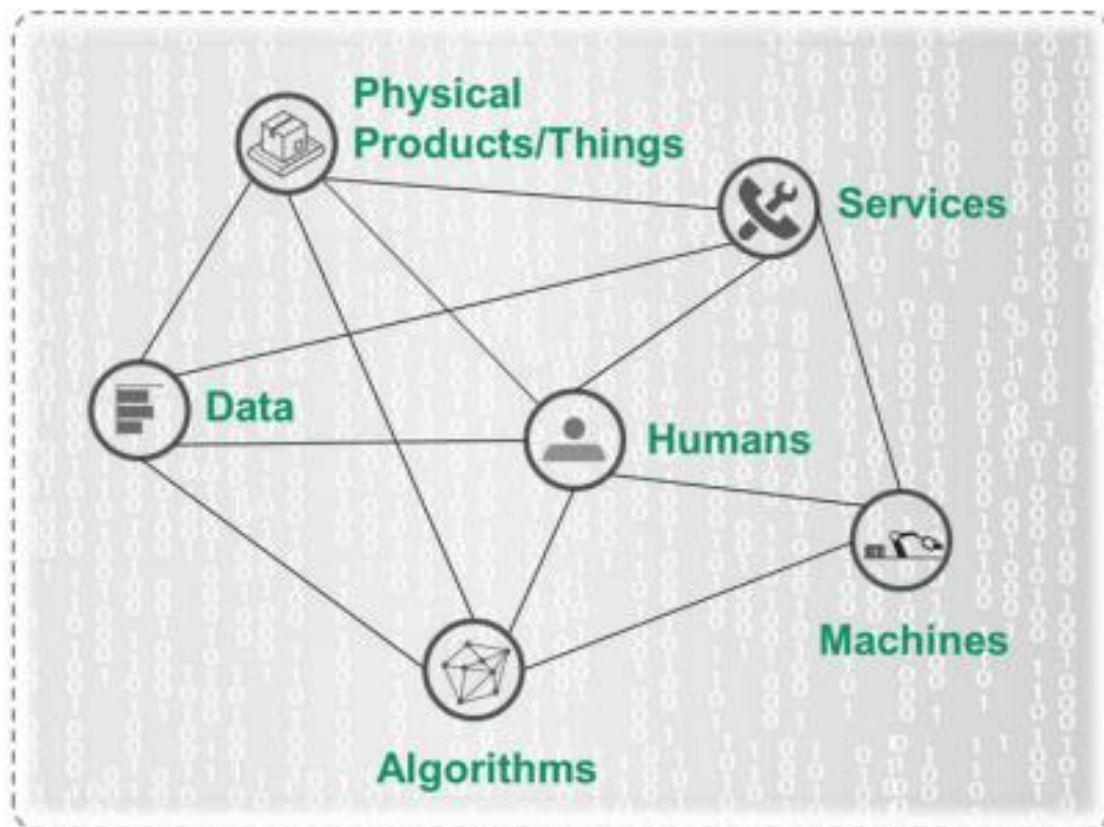 Physical
Products/Things
Services
Data
Humans
Machines
Algorithms